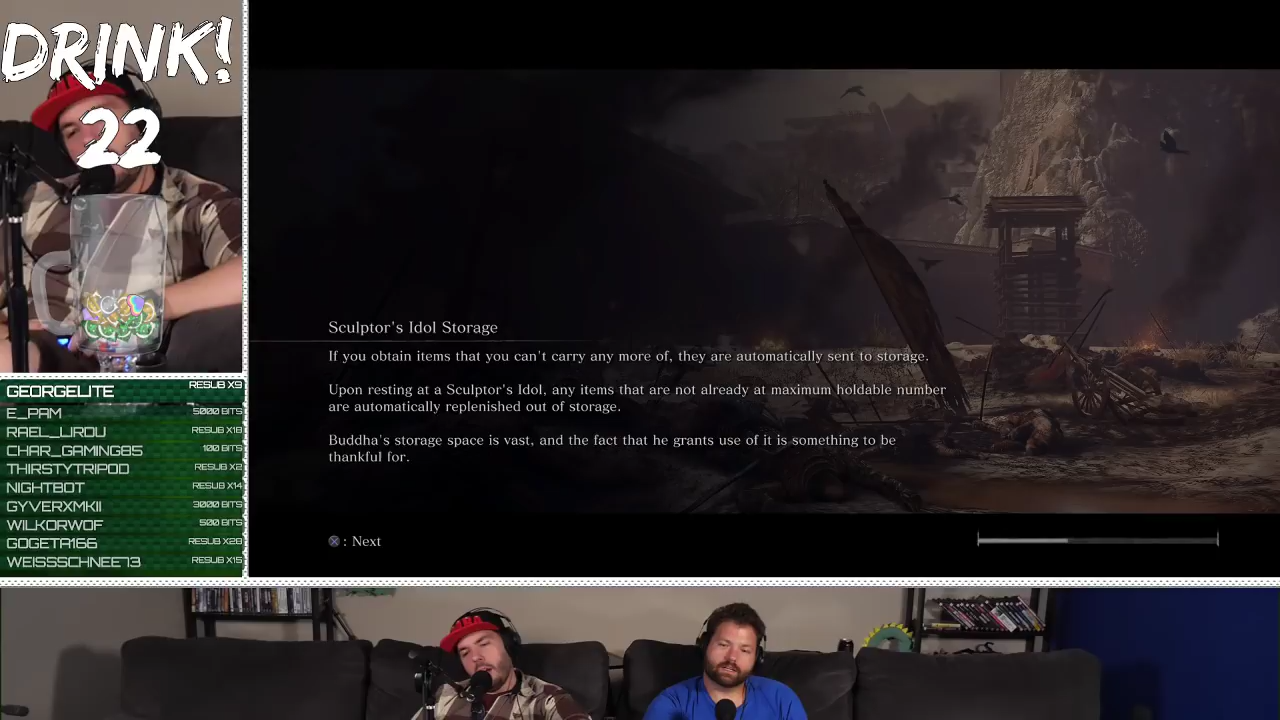 DRINK!
22
GEORGELITE RESUB X9
E_PAM 5000 BITS
RAEL_LIRDU RESUB X18
CHAR_GAMING85 100 BITS
THIRSTYTRIPOD RESUB X2
NIGHTBOT RESUB X14
GYVERXMKII 3000 BITS
WILKORWOF 500 BITS
GOGETA166 RESUB X28
WEISSSCHNEE73 RESUB X15
Sculptor's Idol Storage
If you obtain items that you can't carry any more of, they are automatically sent to storage.
Upon resting at a Sculptor's Idol, any items that are not already at maximum holdable number
are automatically replenished out of storage.
Buddha's storage space is vast, and the fact that he grants use of it is something to be
thankful for.
: Next